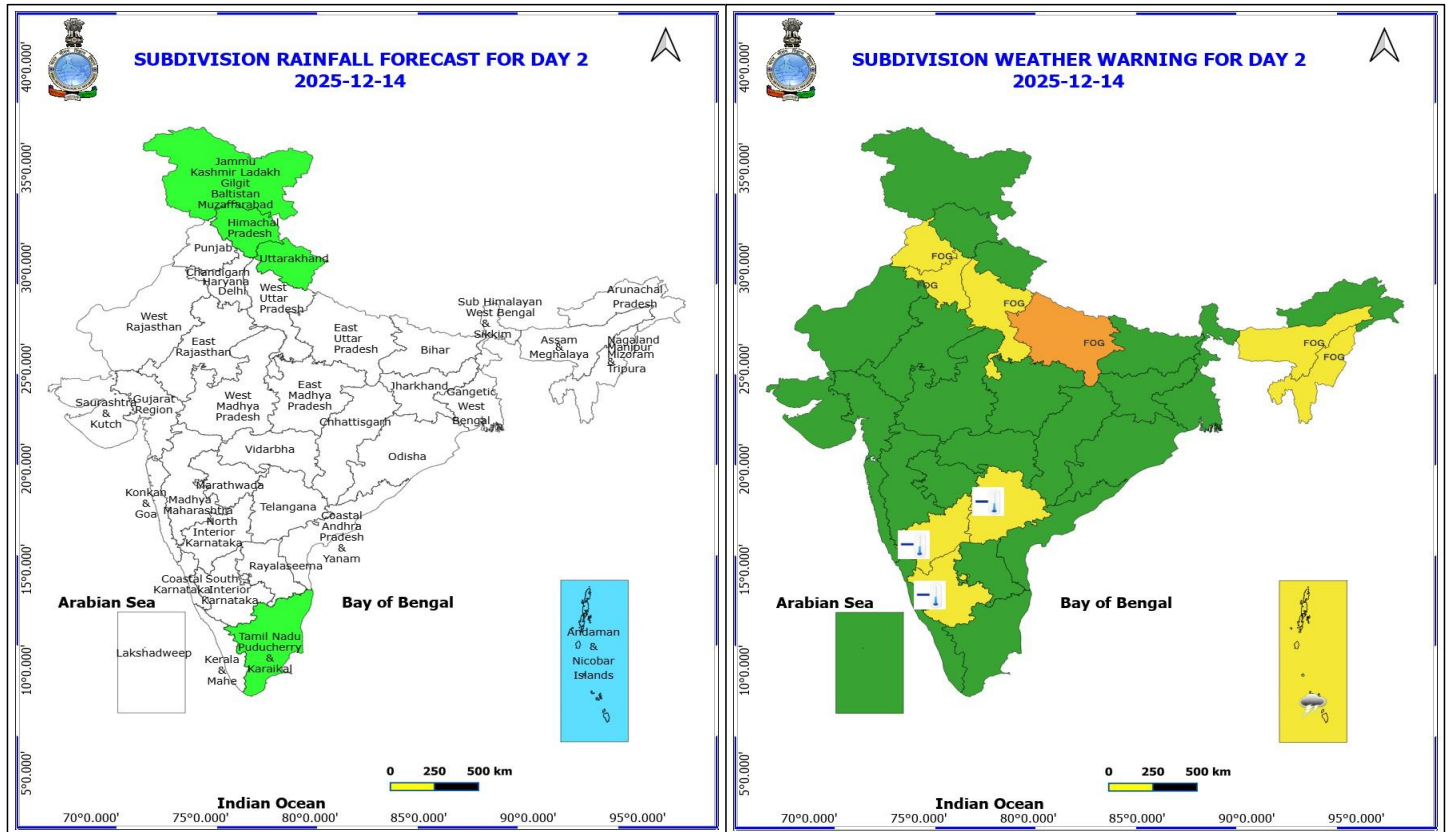 SUBDIVISION RAINFALL FORECAST FOR DAY 2
2025-12-14
40°0.000'
35°0.000'
30°0.000'
25°0.000'
20°0.000'
15°0.000'
10°0.000'
5°0.000'
Jammu
Kashmir Ladakh
Gilgit
Baltistan
Muzaffarabad
Himachal
Pradesh
Punjab
Uttarakhand
Chandigarh
Haryana
Delhi
West
Uttar
Pradesh
West
Rajasthan
East
Rajasthan
East
Uttar
Pradesh
Bihar
Sub Himalayan
West Bengal
&
Sikkim
Arunachal
Pradesh
Assam
&
Meghalaya
Nagaland
Manipur
Mizoram
&
Tripura
Saurashtra
&
Kutch
Gujarat
Region
West
Madhya
Pradesh
East
Madhya
Pradesh
Jharkhand
Gangetic
West
Bengal
Chhattisgarh
Vidarbha
Odisha
Konkan
&
Goa
Marathwada
Madhya
Maharashtra
North
Interior
Karnataka
Telangana
Coastal
Andhra
Pradesh
&
Yanam
Rayalaseema
Coastal
Karnataka
South
Interior
Karnataka
Arabian Sea
Bay of Bengal
Lakshadweep
Kerala
&
Mahe
Tamil Nadu
Puducherry
&
Karaikal
Andaman
&
Nicobar
Islands
0 250 500 km
Indian Ocean
70°0.000' 75°0.000' 80°0.000' 85°0.000' 90°0.000' 95°0.000'
SUBDIVISION WEATHER WARNING FOR DAY 2
2025-12-14
40°0.000'
35°0.000'
30°0.000'
25°0.000'
20°0.000'
15°0.000'
10°0.000'
5°0.000'
FOG
FOG
FOG
FOG
FOG
FOG
Arabian Sea
Bay of Bengal
0 250 500 km
Indian Ocean
70°0.000' 75°0.000' 80°0.000' 85°0.000' 90°0.000' 95°0.000'